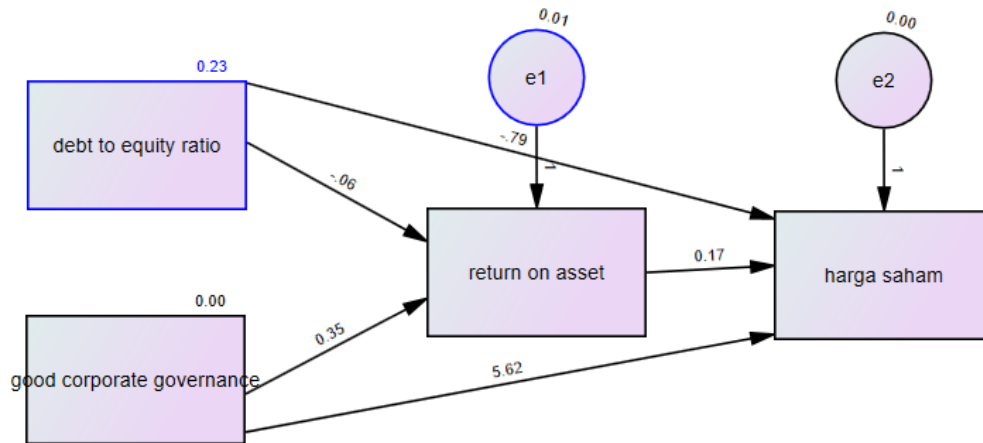 0.01
0.00
0.23
e1
e2
debt to equity ratio
-.79
1
1
-.06
return on asset
0.17
harga saham
0.00
0.35
good corporate governance
5.62